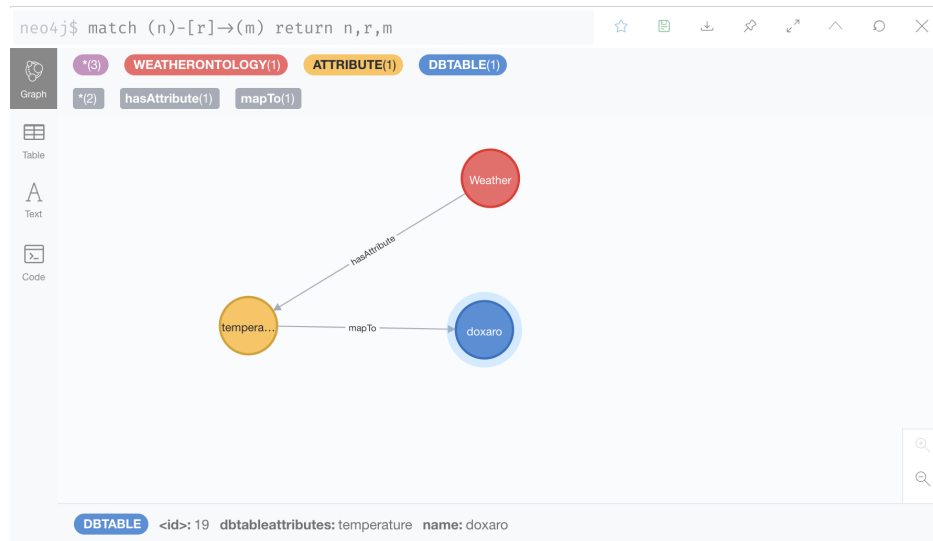 neo4j$ match (n)-[r]→(m) return n,r,m
*(3) WEATHERONTOLOGY(1) ATTRIBUTE(1) DBTABLE(1)
*(2) hasAttribute(1) mapTo(1)
Graph
Table
A
Text
Code
Weather
hasAttribute
tempera...
mapTo
doxaro
DBTABLE <id>: 19 dbtableattributes: temperature name: doxaro